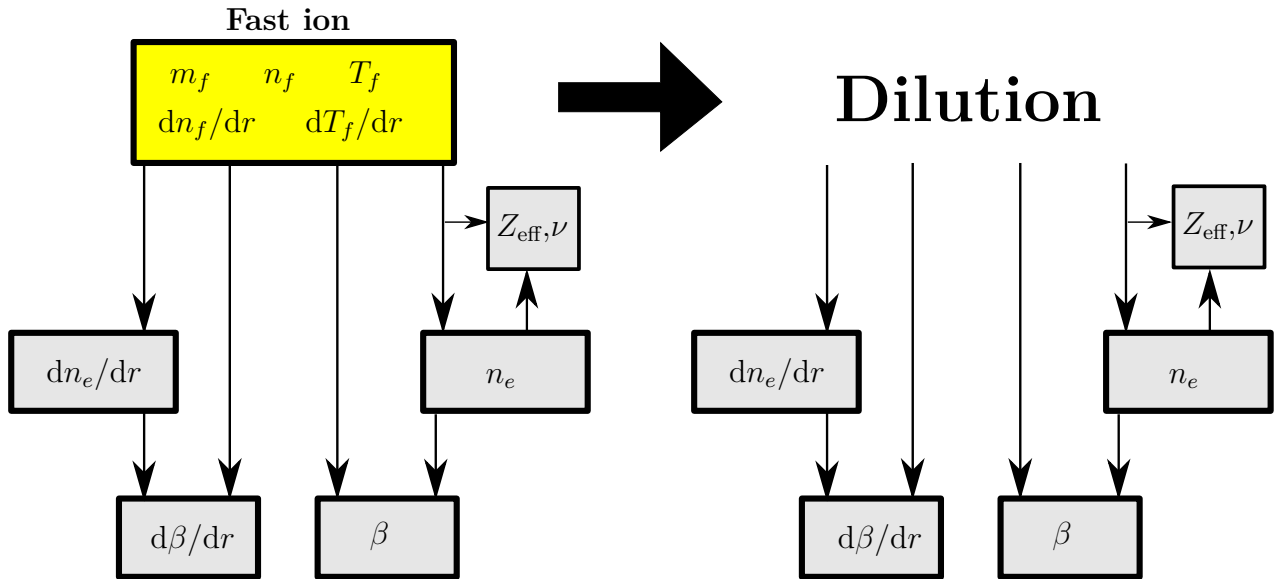 Fast ion
m_f n_f T_f
dn_f/dr dT_f/dr
Z_eff,ν
dn_e/dr
n_e
dβ/dr
β
Dilution
Z_eff,ν
dn_e/dr
n_e
dβ/dr
β